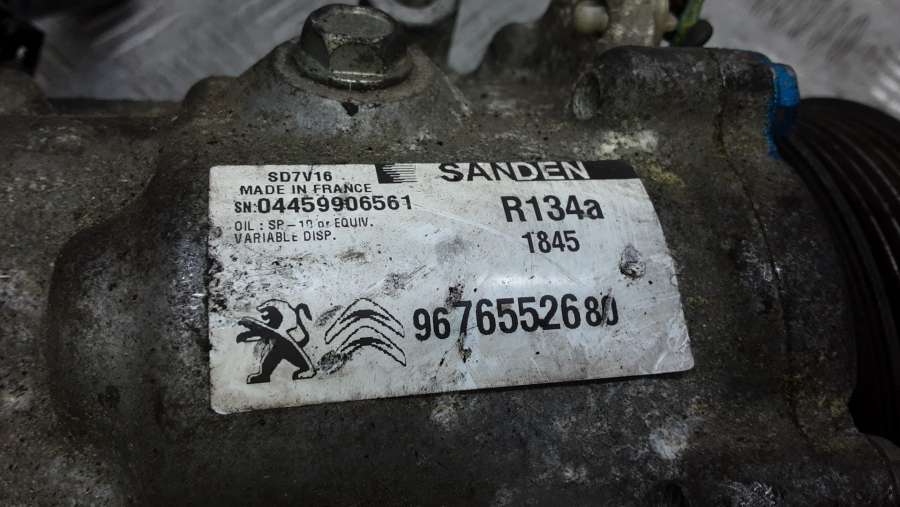 SD7V16
SANDEN
MADE IN FRANCE
SN:04459906561
R134a
OIL : SP-10 or EQUIV.
VARIABLE DISP.
1845
9676552680